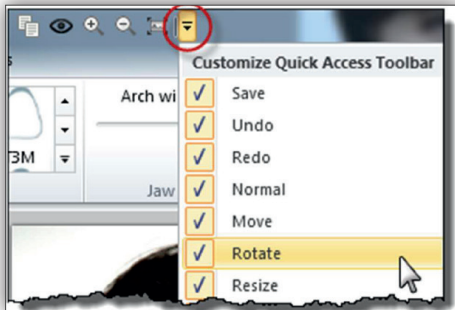 Customize Quick Access Toolbar
Arch wi
Save
Undo
3M
Redo
Jaw
Normal
Move
Rotate
Resize